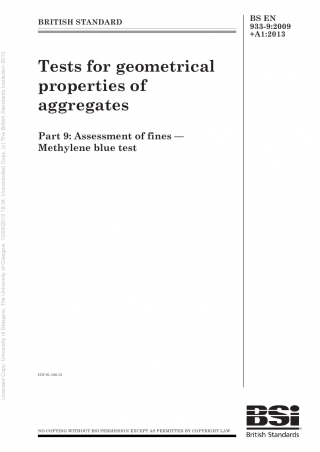 BRITISH STANDARD
BS EN
933-9:2009
+A1:2013
Tests for geometrical
properties of
aggregates
Part 9: Assessment of fines —
Methylene blue test
NO COPYING WITHOUT BSI PERMISSION EXCEPT AS PERMITTED BY COPYRIGHT LAW
BSi
British Standards